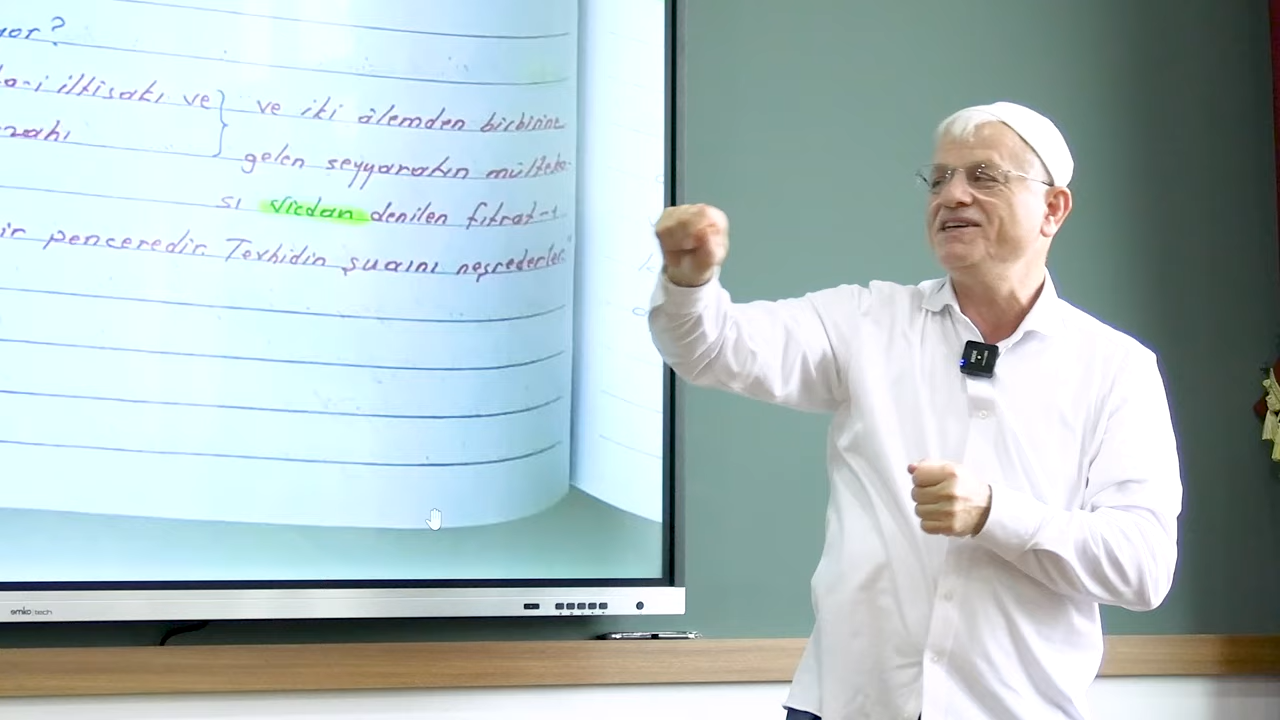 yor?
a-i iltisakı ve } ve iki âlemden birbirine
zahı gelen seyyaratın mülteka-
sı Vicdan denilen fıtrat-ı
ir penceredir. Tevhidin şuaını neşrederler."
emko|tech